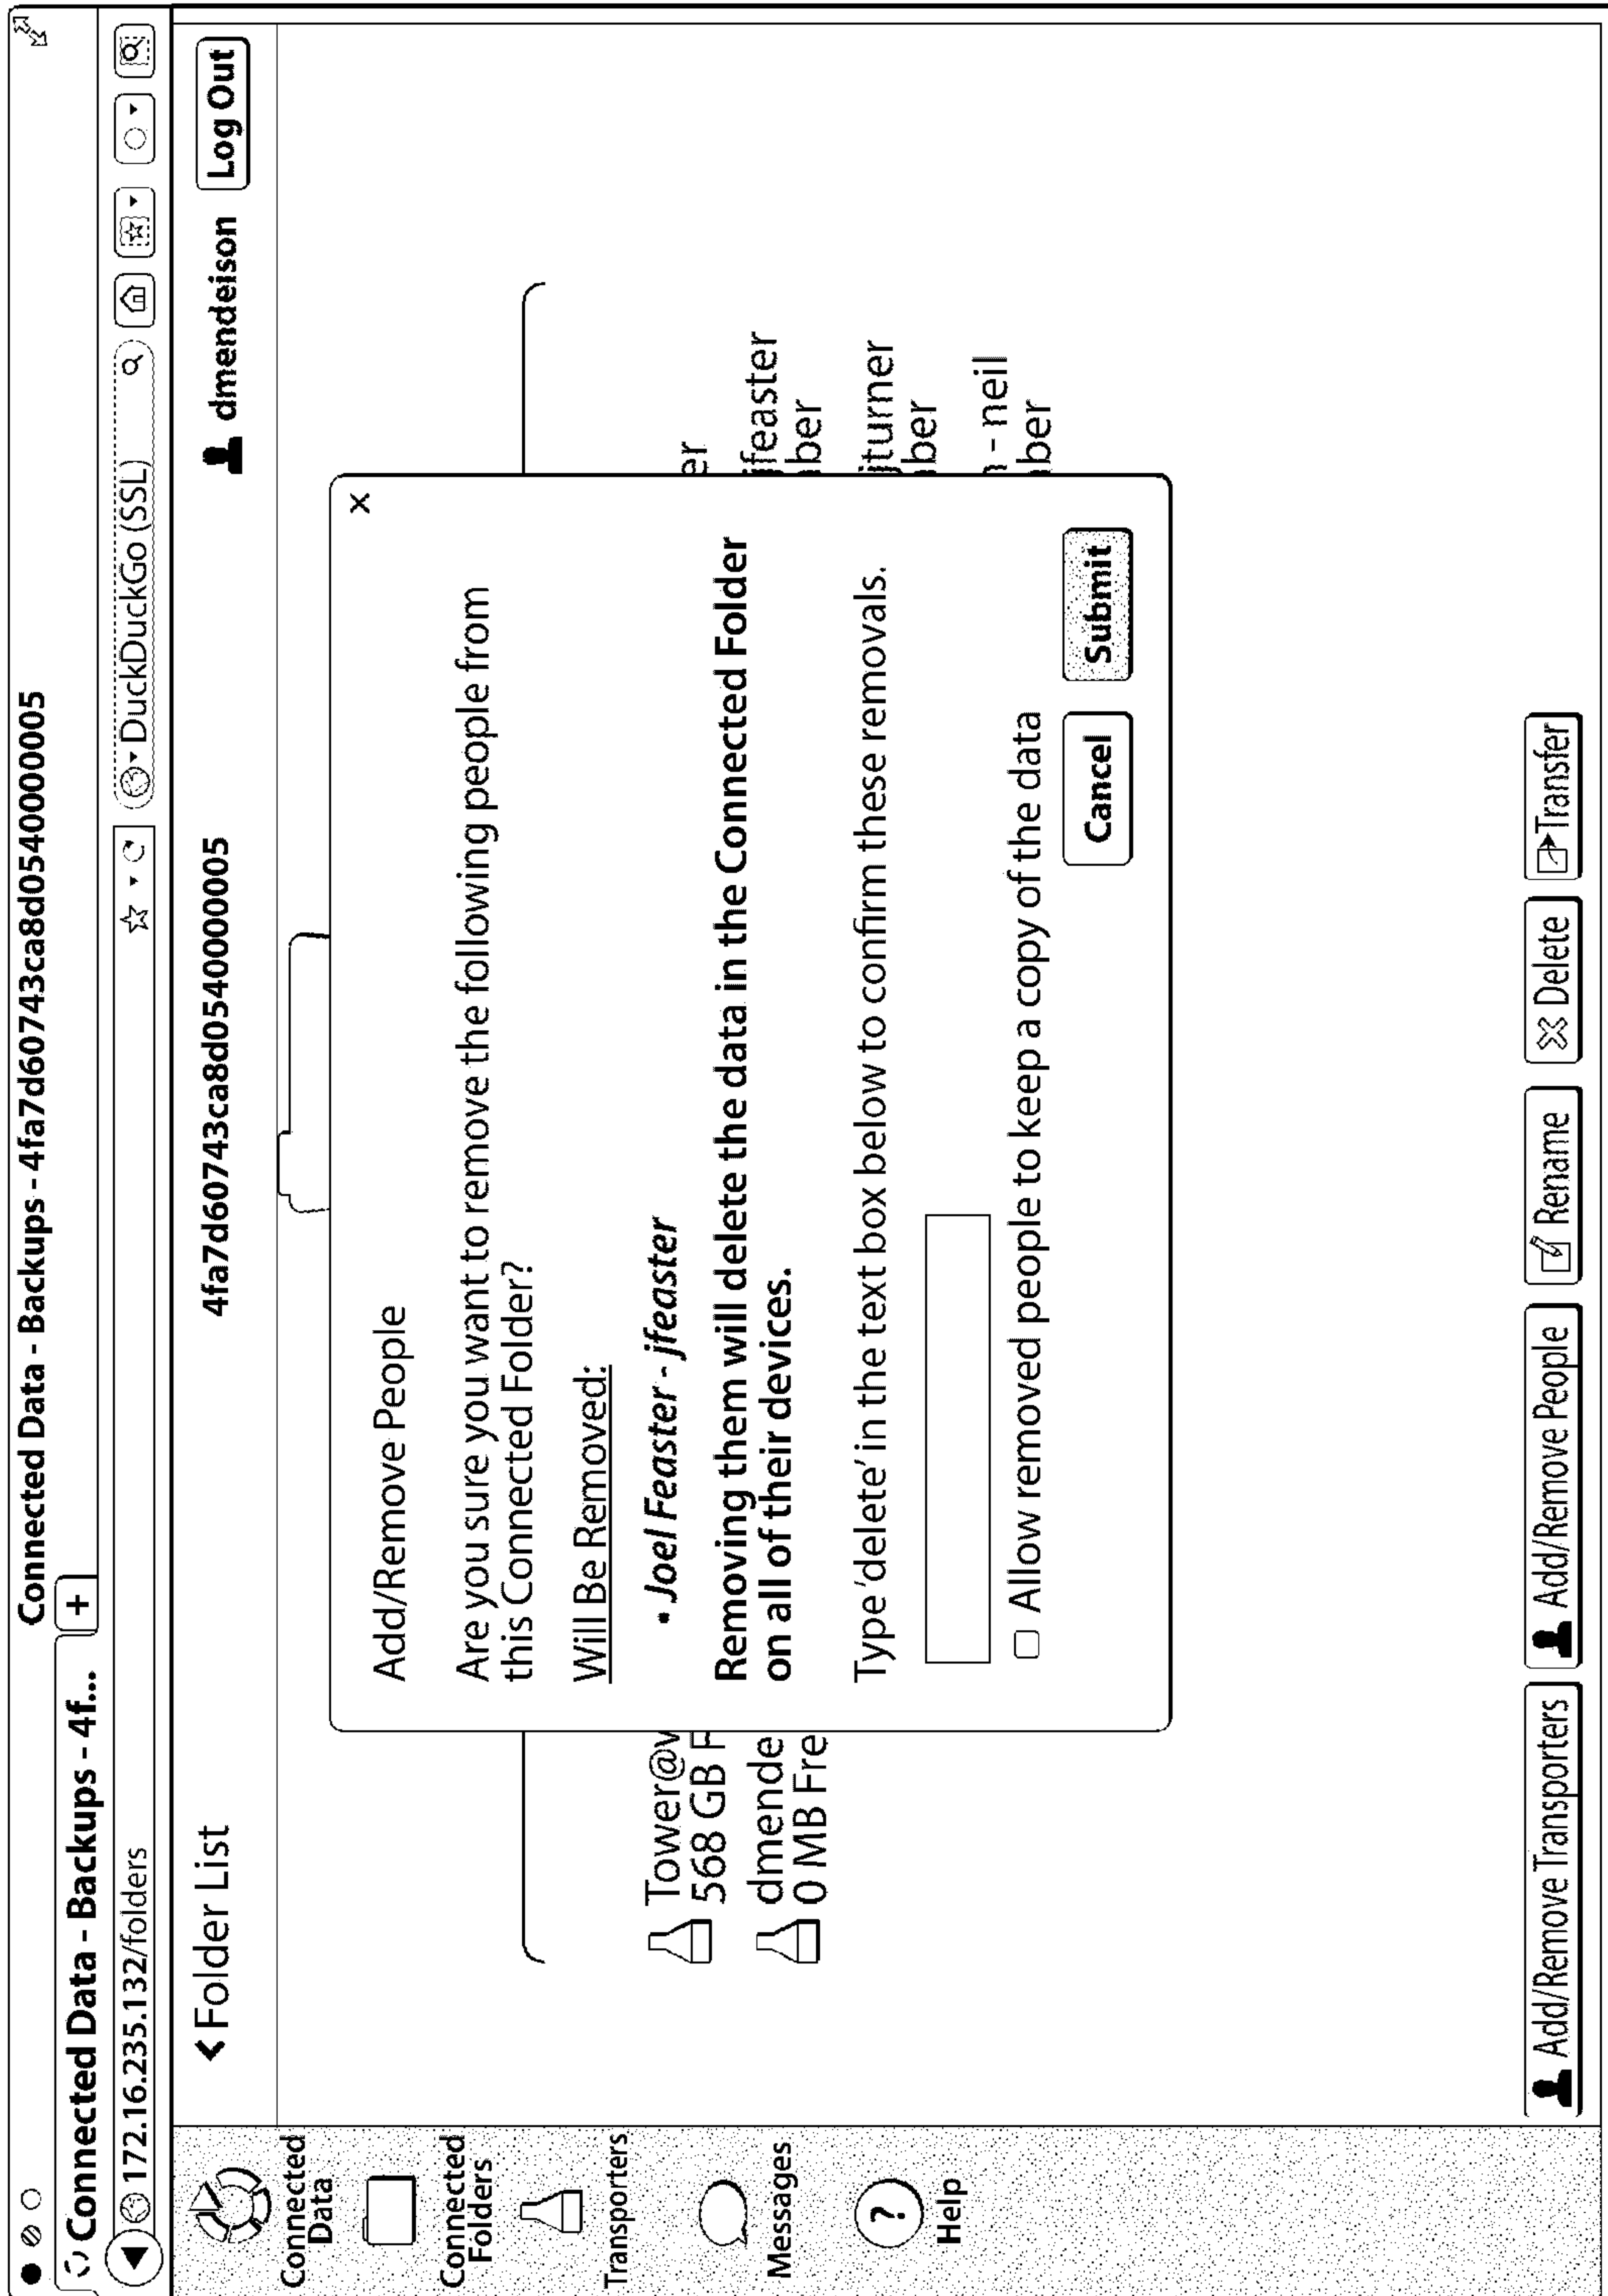 Connected Data - Backups - 4fa7d60743ca8d0540000005
Connected Data - Backups - 4f...
+
172.16.235.132/folders
DuckDuckGo (SSL)
Folder List
4fa7d60743ca8d0540000005
dmendeison
Log Out
Connected
Data
Connected
Folders
Transporters
Messages
?
Help
Tower@v
568 GB F
dmende
0 MB Fre
er
jfeaster
ber
jturner
ber
- neil
ber
x
Add/Remove People
Are you sure you want to remove the following people from
this Connected Folder?
Will Be Removed:
• Joel Feaster - jfeaster
Removing them will delete the data in the Connected Folder
on all of their devices.
Type 'delete' in the text box below to confirm these removals.
Allow removed people to keep a copy of the data
Cancel
Submit
Add/Remove Transporters
Add/Remove People
Rename
Delete
Transfer